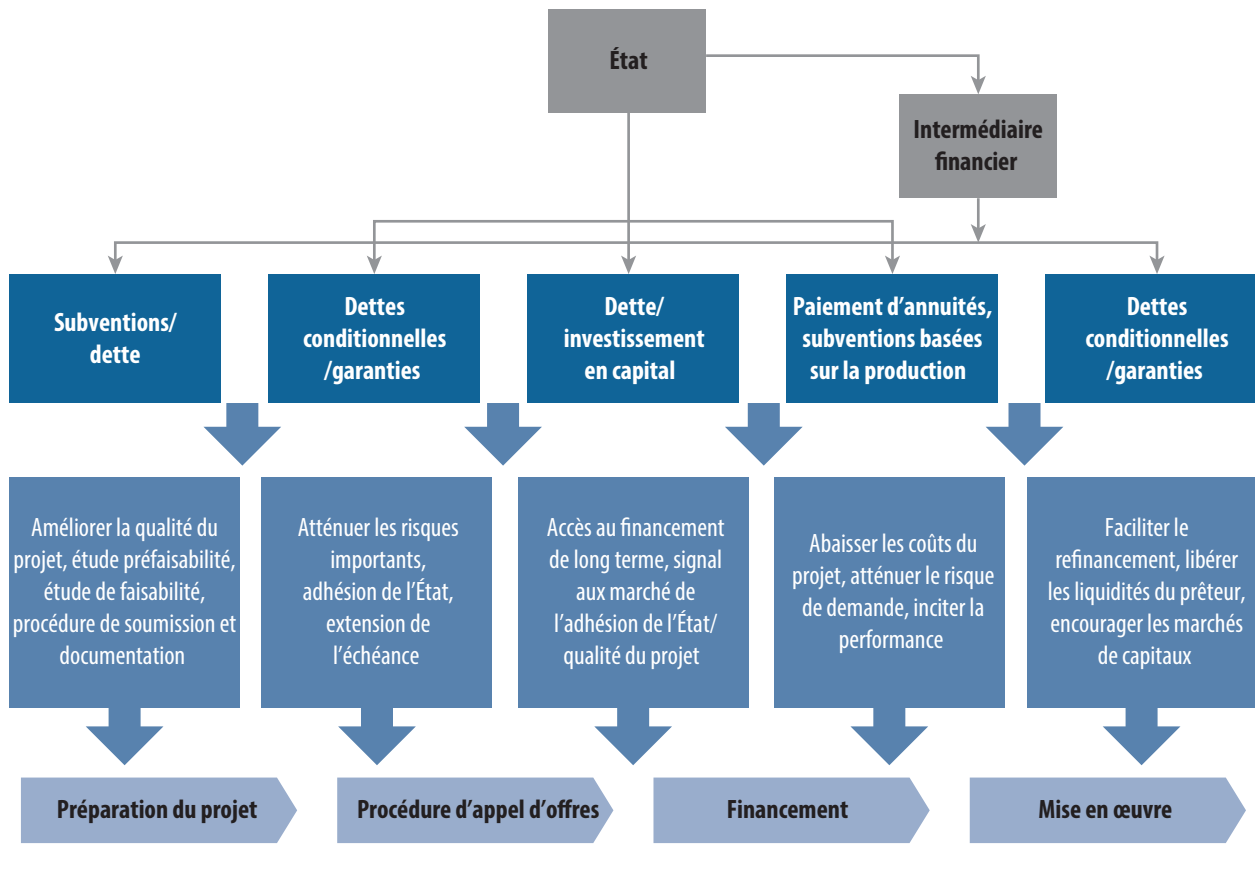 État
Intermédiaire
financier
Subventions/
dette
Dettes
conditionnelles
/garanties
Dette/
investissement
en capital
Paiement d’annuités,
subventions basées
sur la production
Dettes
conditionnelles
/garanties
Améliorer la qualité du
projet, étude préfaisabilité,
étude de faisabilité,
procédure de soumission et
documentation
Atténuer les risques
importants,
adhésion de l’État,
extension de
l’échéance
Accès au financement
de long terme, signal
aux marché de
l’adhésion de l’État/
qualité du projet
Abaisser les coûts du
projet, atténuer le risque
de demande, inciter la
performance
Faciliter le
refinancement, libérer
les liquidités du prêteur,
encourager les marchés
de capitaux
Préparation du projet
Procédure d’appel d’offres
Financement
Mise en œuvre